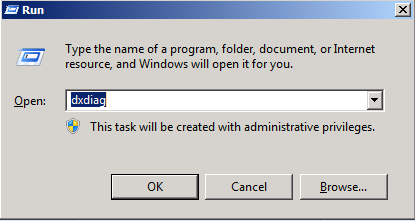 Run
Type the name of a program, folder, document, or Internet
resource, and Windows will open it for you.
Open: dxdiag
This task will be created with administrative privileges.
OK Cancel Browse...